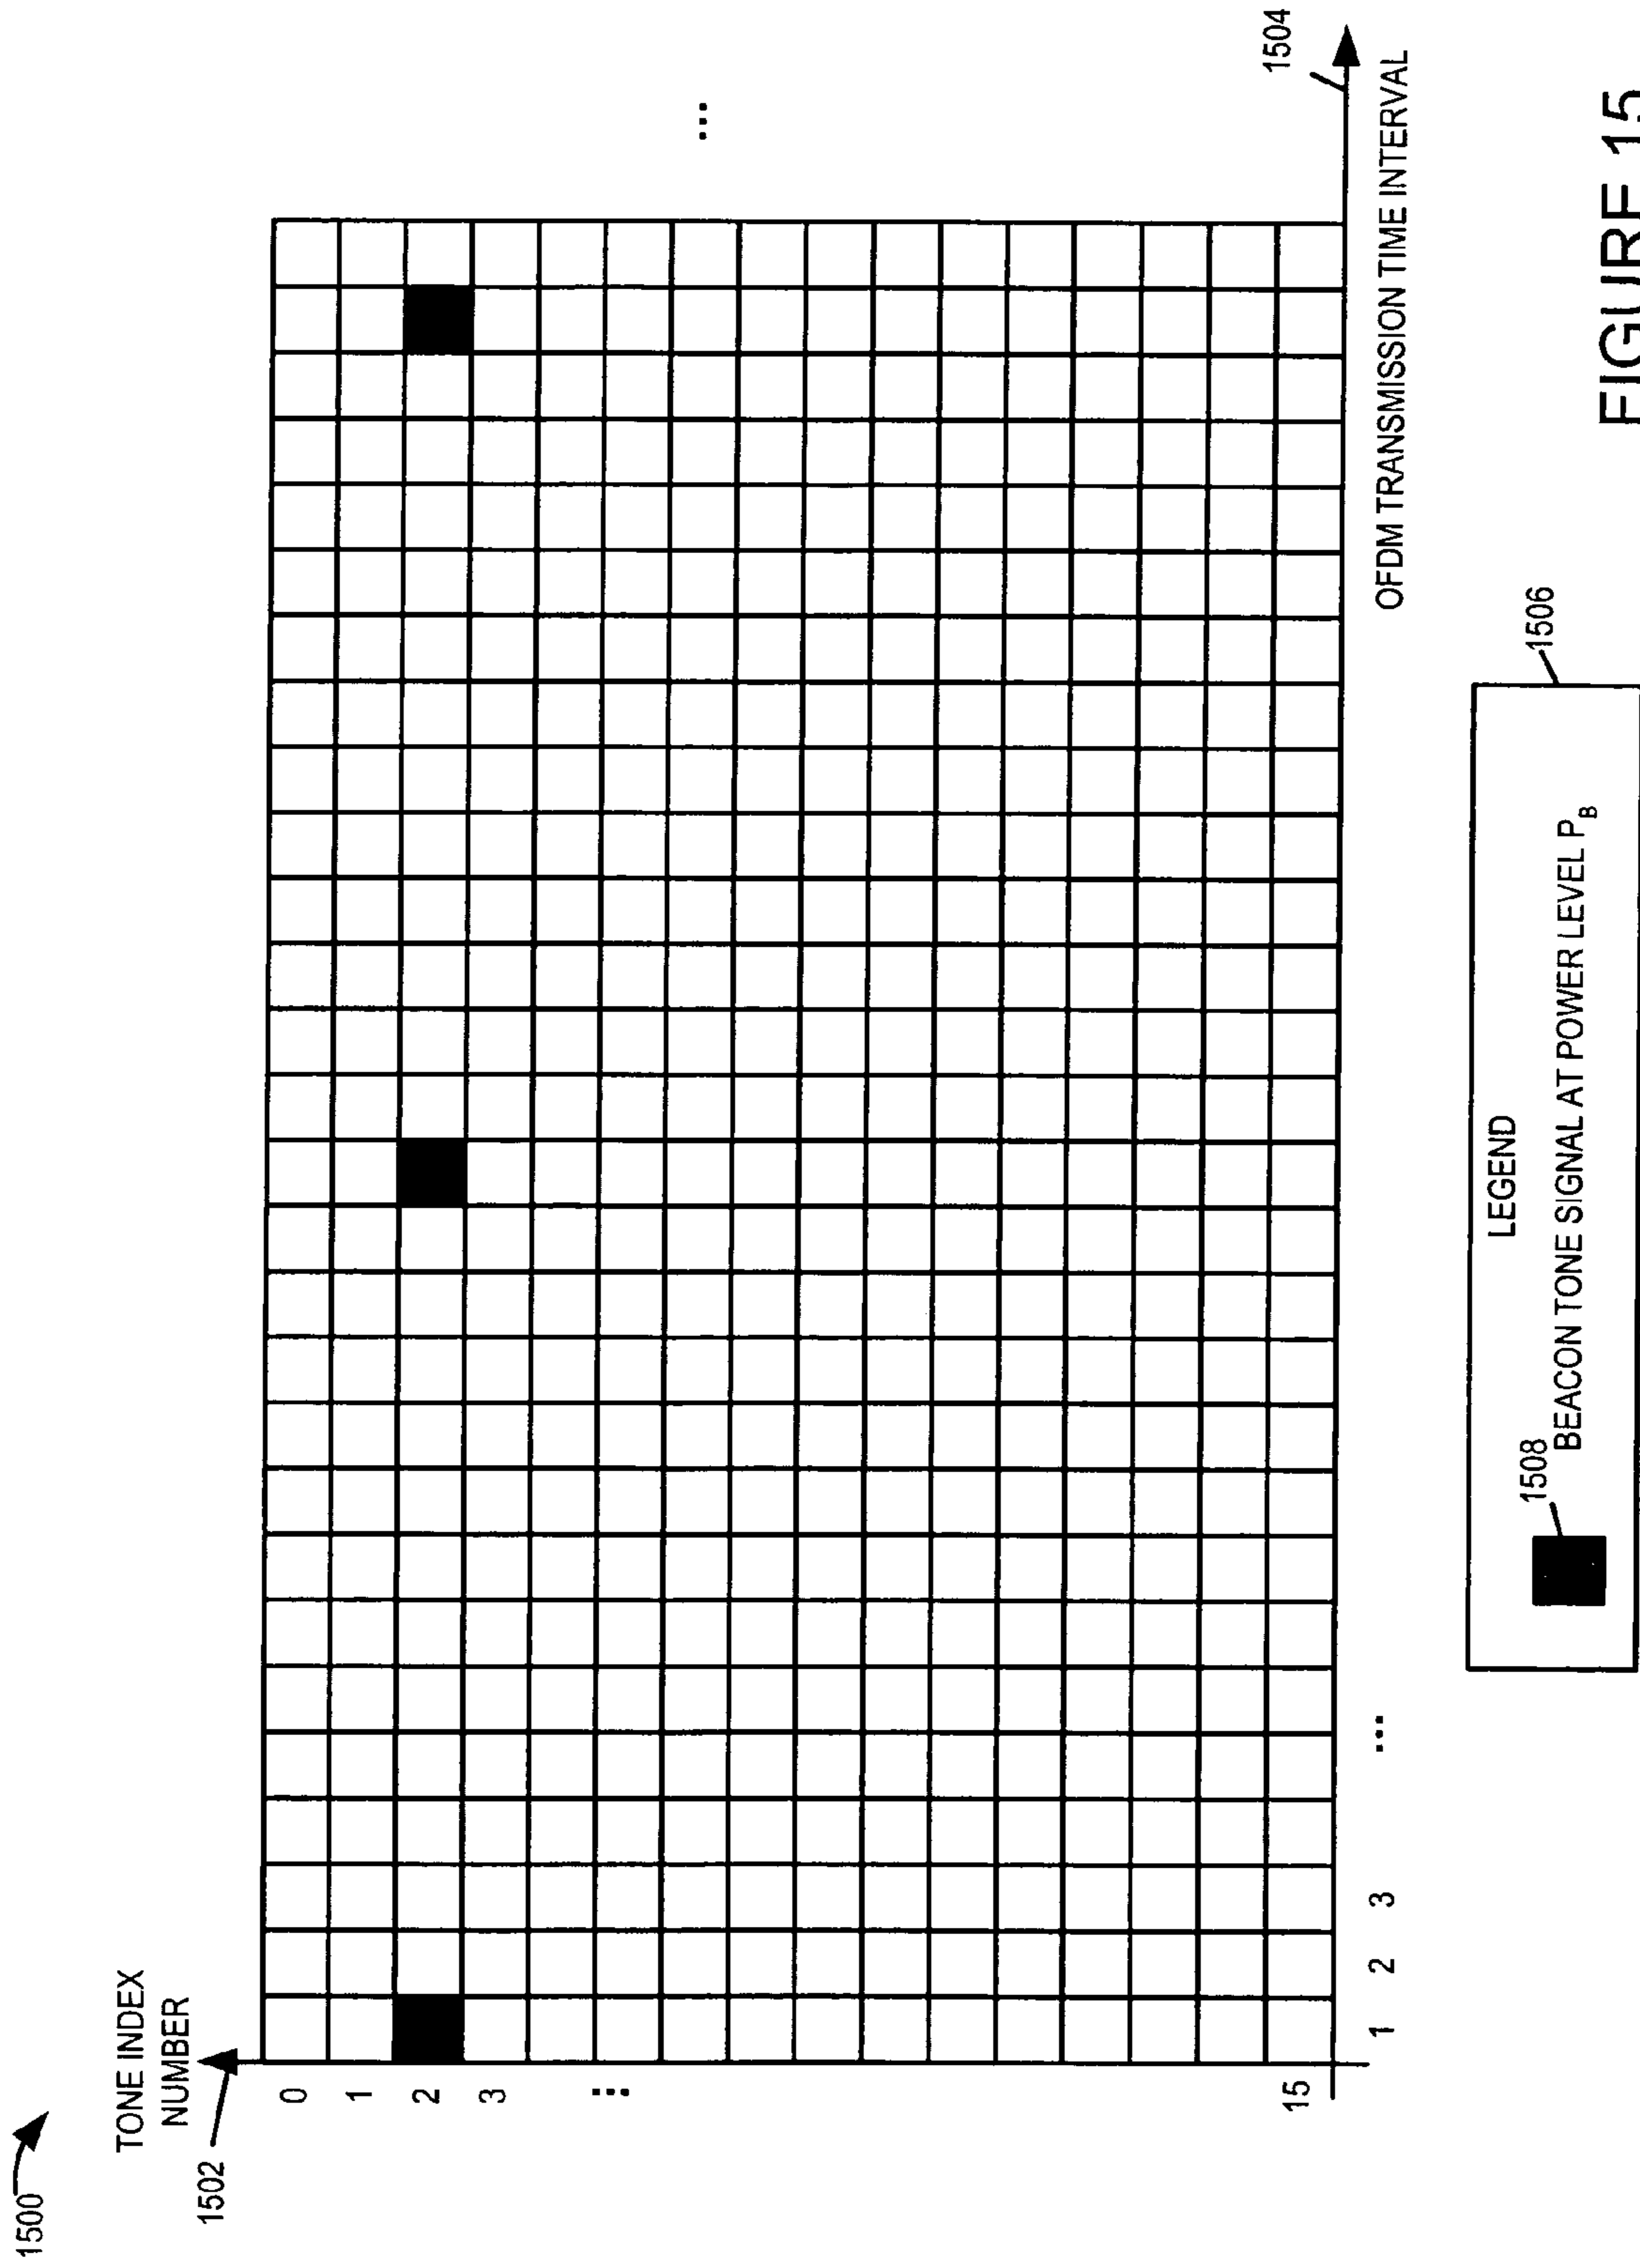 1500
TONE INDEX
NUMBER
1502
0
1
2
3
...
15
...
1 2 3 ...
1504
OFDM TRANSMISSION TIME INTERVAL
1506
LEGEND
1508
BEACON TONE SIGNAL AT POWER LEVEL PB
FIGURE 15